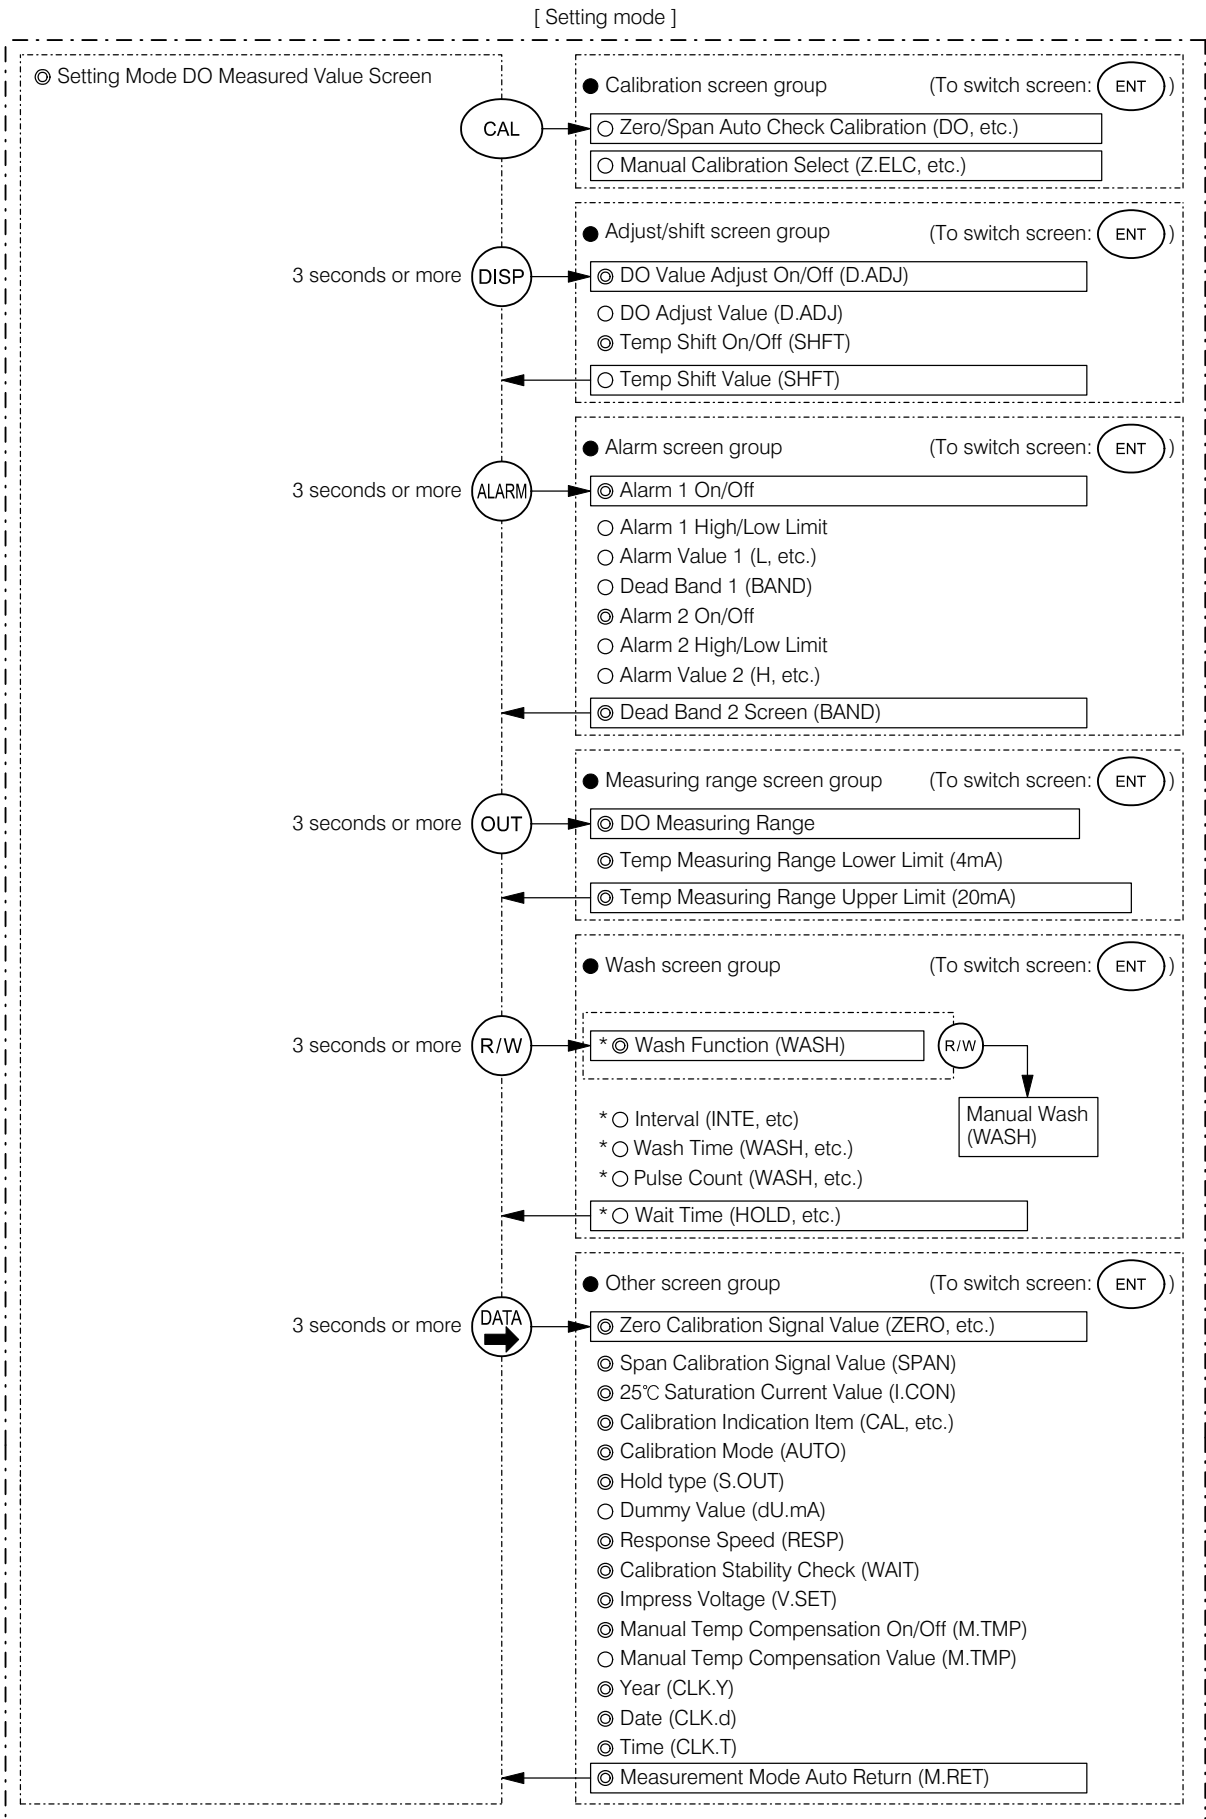 [ Setting mode ]
◎ Setting Mode DO Measured Value Screen
● Calibration screen group (To switch screen: ENT )
CAL
○ Zero/Span Auto Check Calibration (DO, etc.)
○ Manual Calibration Select (Z.ELC, etc.)
● Adjust/shift screen group (To switch screen: ENT )
3 seconds or more DISP
◎ DO Value Adjust On/Off (D.ADJ)
○ DO Adjust Value (D.ADJ)
◎ Temp Shift On/Off (SHFT)
○ Temp Shift Value (SHFT)
● Alarm screen group (To switch screen: ENT )
3 seconds or more ALARM
◎ Alarm 1 On/Off
○ Alarm 1 High/Low Limit
○ Alarm Value 1 (L, etc.)
○ Dead Band 1 (BAND)
◎ Alarm 2 On/Off
○ Alarm 2 High/Low Limit
○ Alarm Value 2 (H, etc.)
◎ Dead Band 2 Screen (BAND)
● Measuring range screen group (To switch screen: ENT )
3 seconds or more OUT
◎ DO Measuring Range
◎ Temp Measuring Range Lower Limit (4mA)
◎ Temp Measuring Range Upper Limit (20mA)
● Wash screen group (To switch screen: ENT )
3 seconds or more R/W
* ◎ Wash Function (WASH)
R/W
Manual Wash
(WASH)
* ○ Interval (INTE, etc)
* ○ Wash Time (WASH, etc.)
* ○ Pulse Count (WASH, etc.)
* ○ Wait Time (HOLD, etc.)
● Other screen group (To switch screen: ENT )
3 seconds or more DATA
◎ Zero Calibration Signal Value (ZERO, etc.)
◎ Span Calibration Signal Value (SPAN)
◎ 25℃ Saturation Current Value (I.CON)
◎ Calibration Indication Item (CAL, etc.)
◎ Calibration Mode (AUTO)
◎ Hold type (S.OUT)
○ Dummy Value (dU.mA)
◎ Response Speed (RESP)
◎ Calibration Stability Check (WAIT)
◎ Impress Voltage (V.SET)
◎ Manual Temp Compensation On/Off (M.TMP)
○ Manual Temp Compensation Value (M.TMP)
◎ Year (CLK.Y)
◎ Date (CLK.d)
◎ Time (CLK.T)
◎ Measurement Mode Auto Return (M.RET)